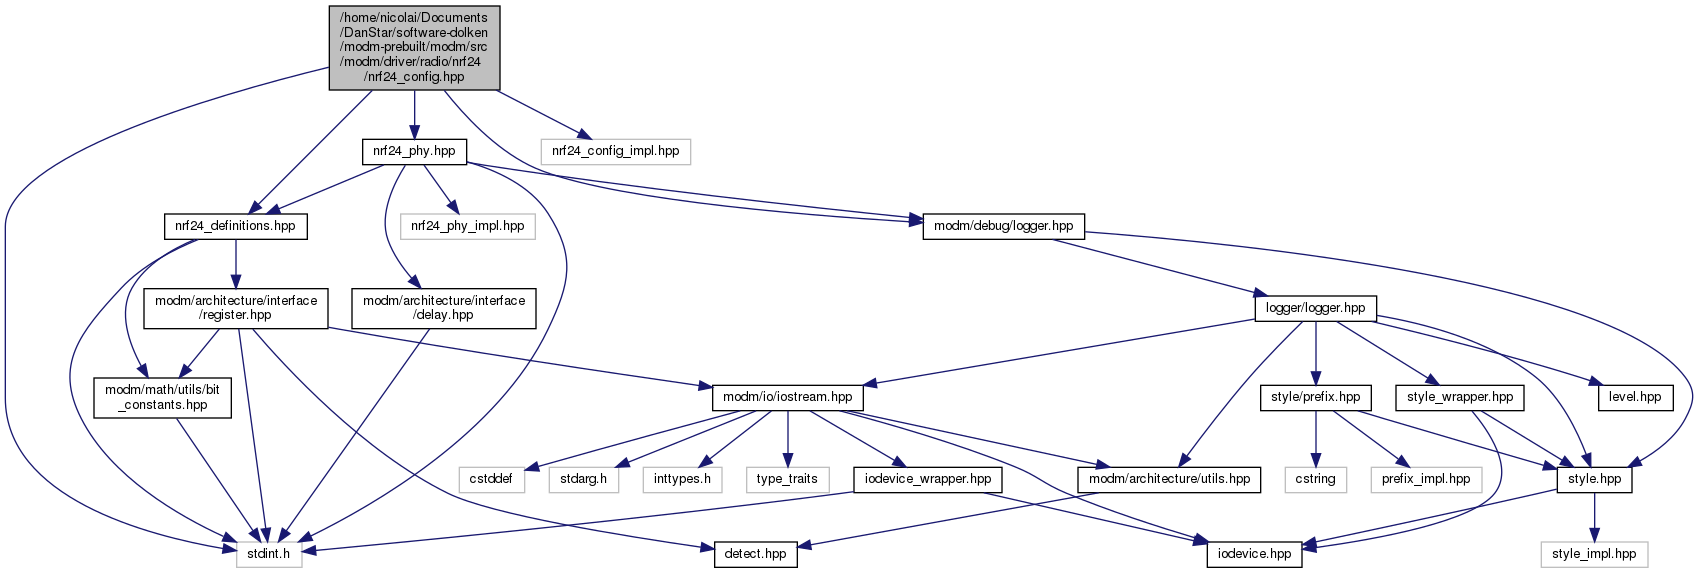 /home/nicolai/Documents
/DanStar/software-dolken
/modm-prebuilt/modm/src
/modm/driver/radio/nrf24
/nrf24_config.hpp
nrf24_phy.hpp
nrf24_config_impl.hpp
nrf24_definitions.hpp
nrf24_phy_impl.hpp
modm/debug/logger.hpp
modm/architecture/interface
/register.hpp
modm/architecture/interface
/delay.hpp
logger/logger.hpp
modm/math/utils/bit
_constants.hpp
modm/io/iostream.hpp
style/prefix.hpp
style_wrapper.hpp
level.hpp
cstddef
stdarg.h
inttypes.h
type_traits
iodevice_wrapper.hpp
modm/architecture/utils.hpp
cstring
prefix_impl.hpp
style.hpp
stdint.h
detect.hpp
iodevice.hpp
style_impl.hpp